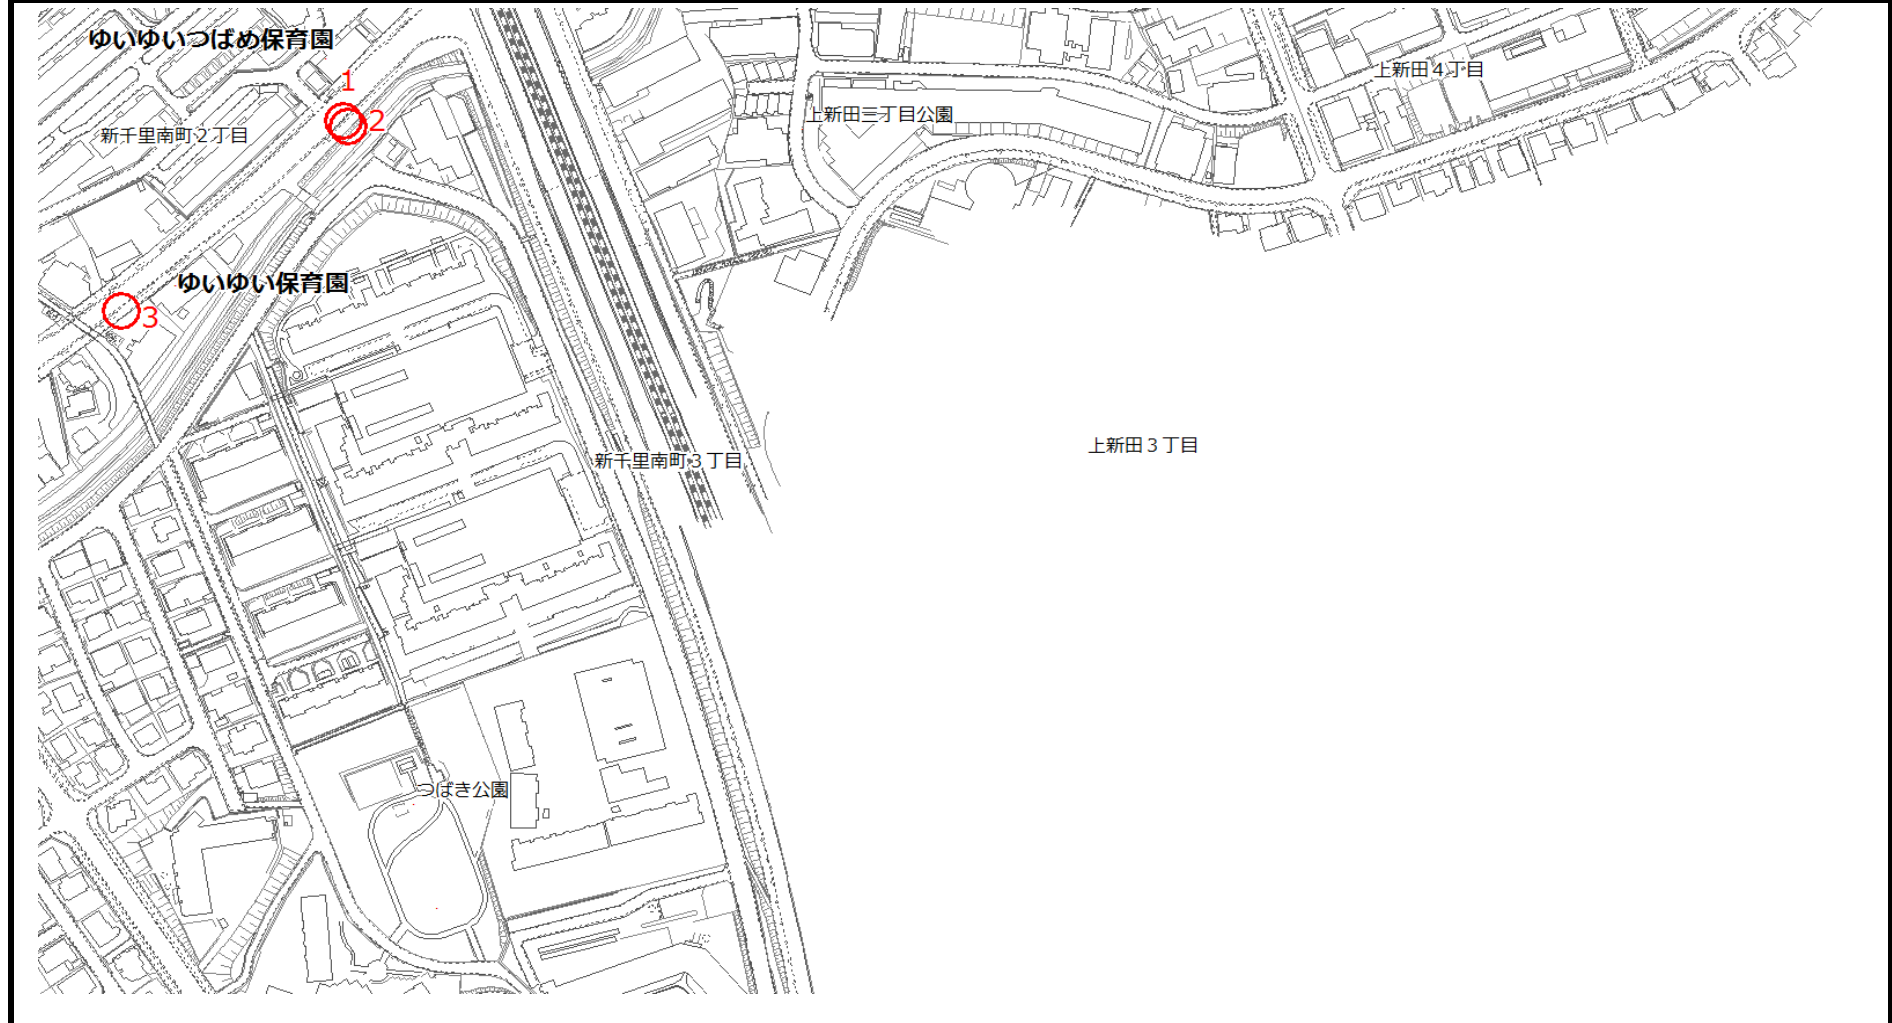 ゆいゆいつばめ保育園
1
2
上新田４丁目
上新田三丁目公園
新千里南町２丁目
ゆいゆい保育園
3
上新田３丁目
新千里南町３丁目
つばき公園